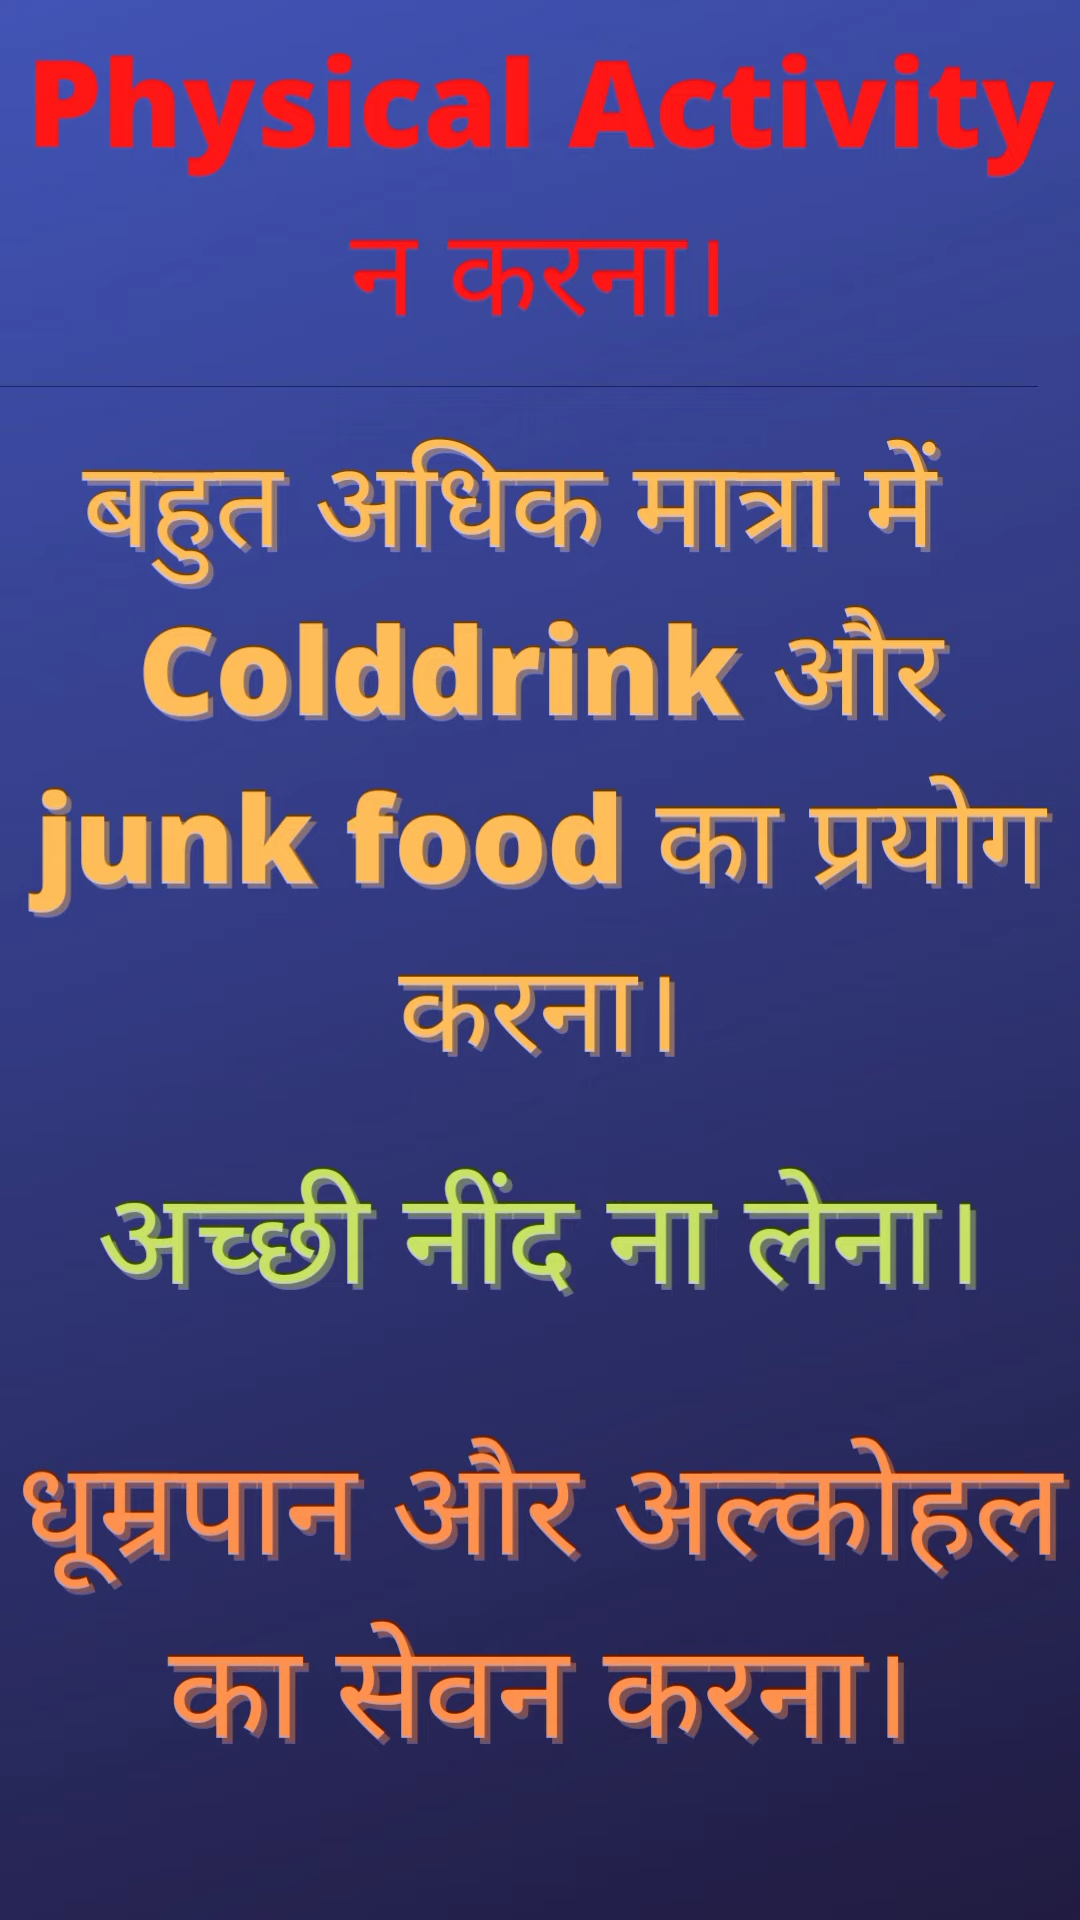 Physical Activity
न करना।
बहुत अधिक मात्रा में
Colddrink और
junk food का प्रयोग
करना।
अच्छी नींद ना लेना।
धूम्रपान और अल्कोहल
का सेवन करना।